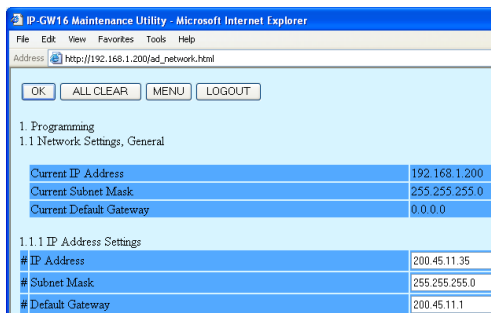 IP-GW16 Maintenance Utility - Microsoft Internet Explorer
File Edit View Favorites Tools Help
Address http://192.168.1.200/ad_network.html
OK ALL CLEAR MENU LOGOUT
1. Programming
1.1 Network Settings, General
Current IP Address 192.168.1.200
Current Subnet Mask 255.255.255.0
Current Default Gateway 0.0.0.0
1.1.1 IP Address Settings
# IP Address 200.45.11.35
# Subnet Mask 255.255.255.0
# Default Gateway 200.45.11.1